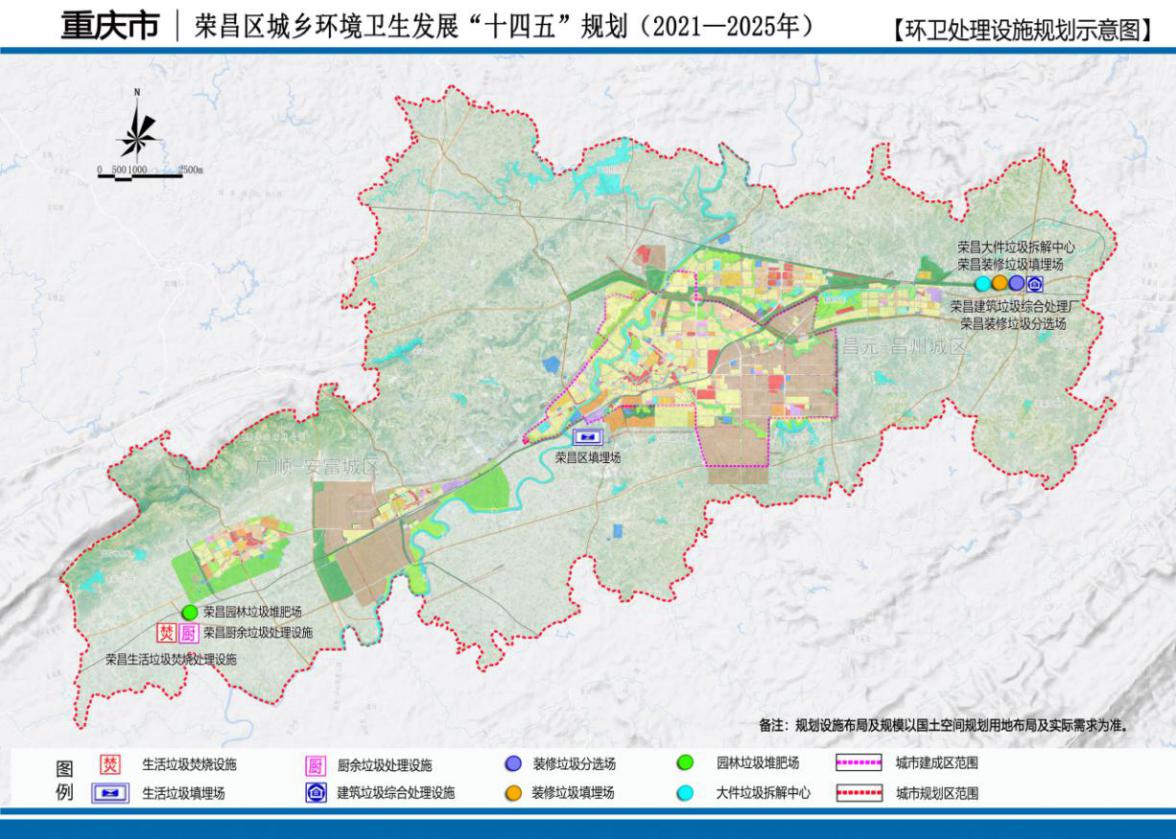 重庆市 | 荣昌区城乡环境卫生发展“十四五”规划（2021—2025年） 【环卫处理设施规划示意图】
N
0 500 1000 2500m
荣昌大件垃圾拆解中心
荣昌装修垃圾填埋场
荣昌建筑垃圾综合处理厂
荣昌装修垃圾分选场
昌元-昌州城区
荣昌区填埋场
广顺-安富城区
荣昌园林垃圾堆肥场
焚 厨 荣昌厨余垃圾处理设施
荣昌生活垃圾焚烧处理设施
备注：规划设施布局及规模以国土空间规划用地布局及实际需求为准。
图例
焚 生活垃圾焚烧设施 厨 厨余垃圾处理设施 装修垃圾分选场 园林垃圾堆肥场 城市建成区范围
生活垃圾填埋场 建筑垃圾综合处理设施 装修垃圾填埋场 大件垃圾拆解中心 城市规划区范围